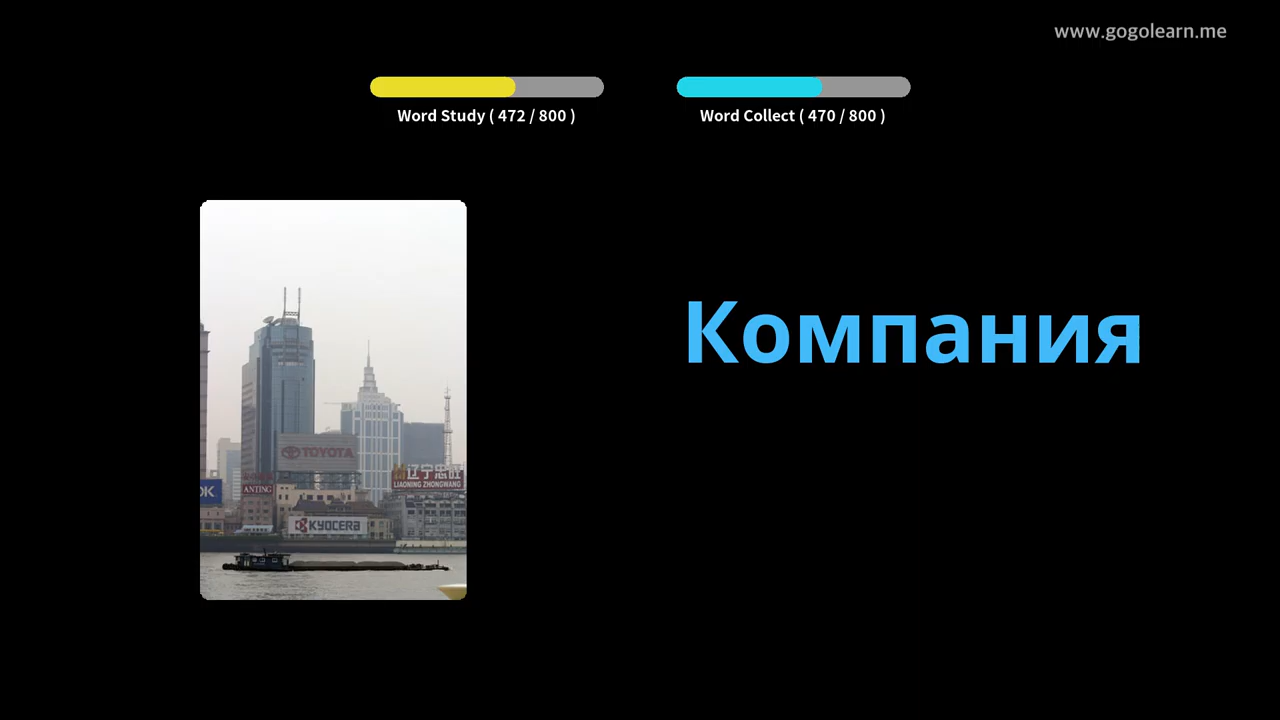 www.gogolearn.me
Word Study ( 472 / 800 )
Word Collect ( 470 / 800 )
Компания
TOYOTA
辽宁忠旺
LIAONING ZHONGWANG
ANTING
OK
KYOCERA